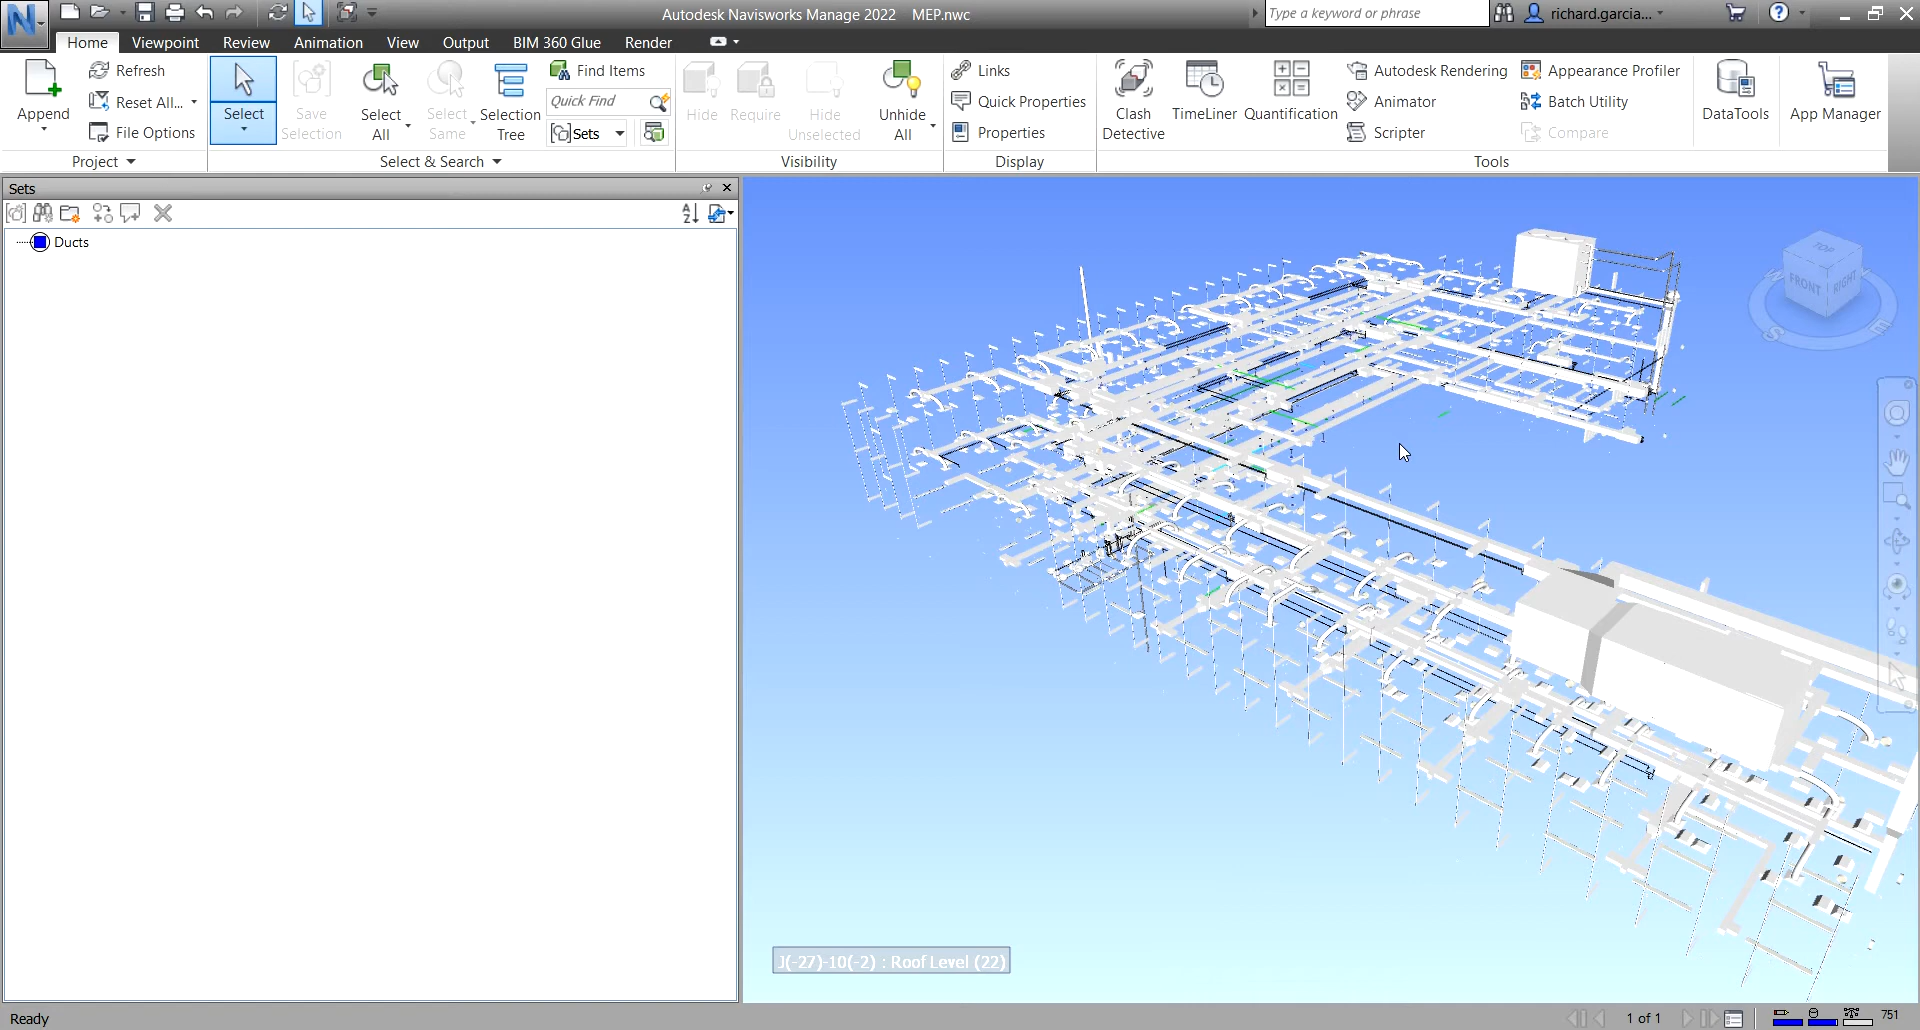 Autodesk Navisworks Manage 2022 MEP.nwc
Type a keyword or phrase
richard.garcia...
Home Viewpoint Review Animation View Output BIM 360 Glue Render
Append
Refresh
Reset All...
File Options
Project
Select
Save Selection
Select All
Select Same
Selection Tree
Find Items
Quick Find
Sets
Select & Search
Hide
Require
Hide Unselected
Unhide All
Visibility
Links
Quick Properties
Properties
Display
Clash Detective
TimeLiner
Quantification
Autodesk Rendering
Animator
Scripter
Appearance Profiler
Batch Utility
Compare
Tools
DataTools
App Manager
Sets
Ducts
TOP
FRONT
RIGHT
S
E
J(-27)-10(-2) : Roof Level (22)
Ready
1 of 1
751